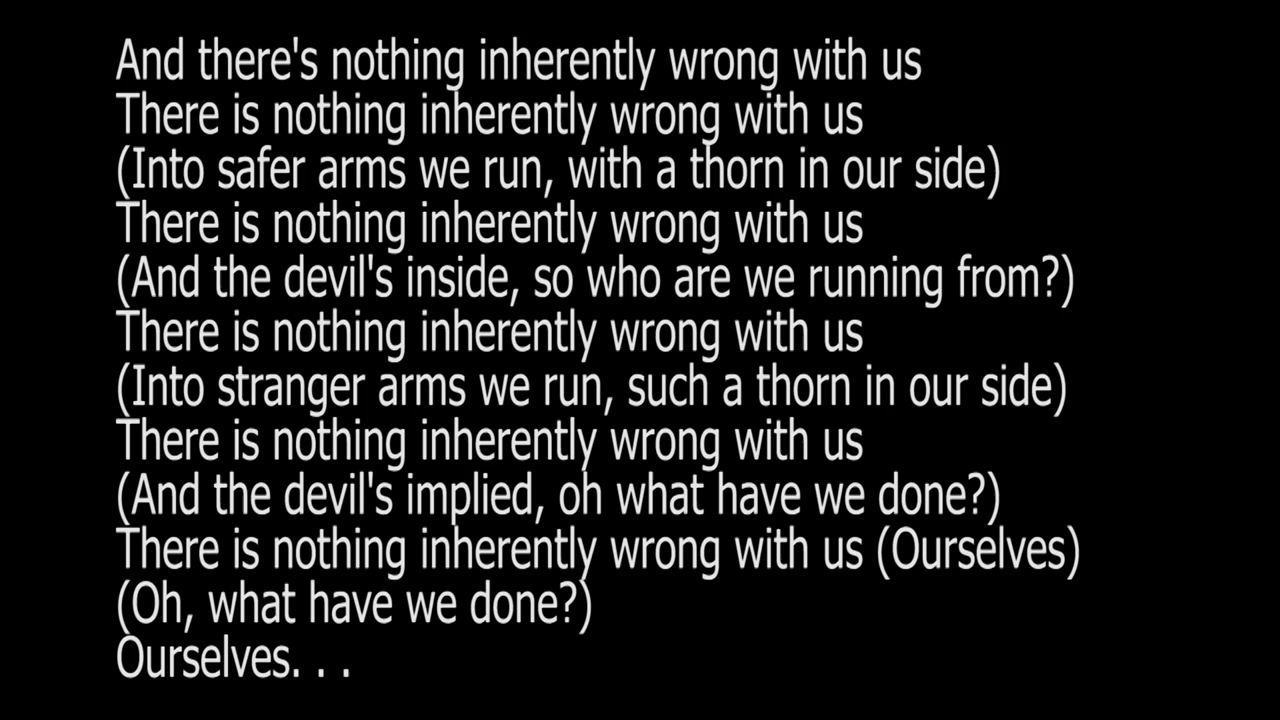 And there's nothing inherently wrong with us
There is nothing inherently wrong with us
(Into safer arms we run, with a thorn in our side)
There is nothing inherently wrong with us
(And the devil's inside, so who are we running from?)
There is nothing inherently wrong with us
(Into stranger arms we run, such a thorn in our side)
There is nothing inherently wrong with us
(And the devil's implied, oh what have we done?)
There is nothing inherently wrong with us (Ourselves)
(Oh, what have we done?)
Ourselves. . .